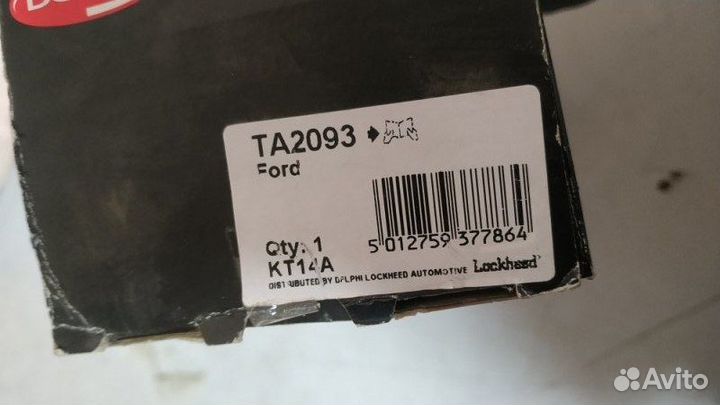 TA2093
Ford
Qty: 1
KT14A
5 012759 377864
DISTRIBUTED BY DELPHI LOCKHEED AUTOMOTIVE Lockheed
Avito